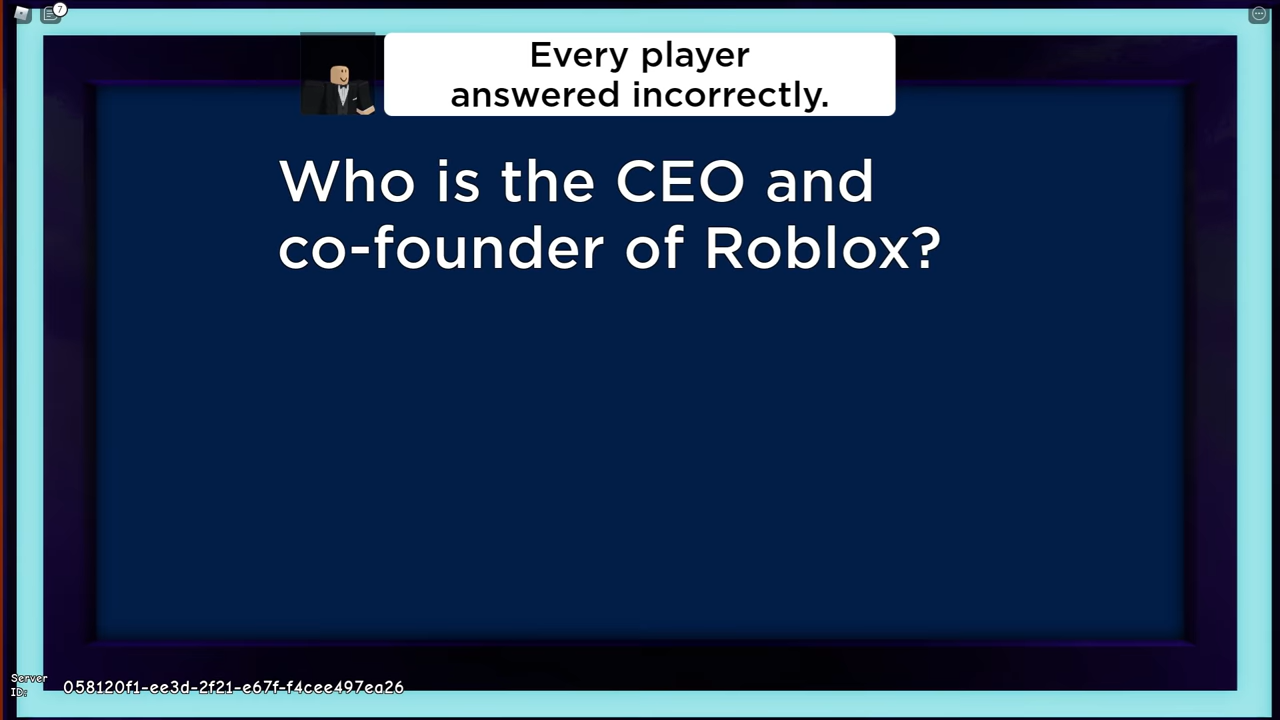 7
Every player
answered incorrectly.
Who is the CEO and
co-founder of Roblox?
Server
ID:
058120f1-ee3d-2f21-e67f-f4cee497ea26